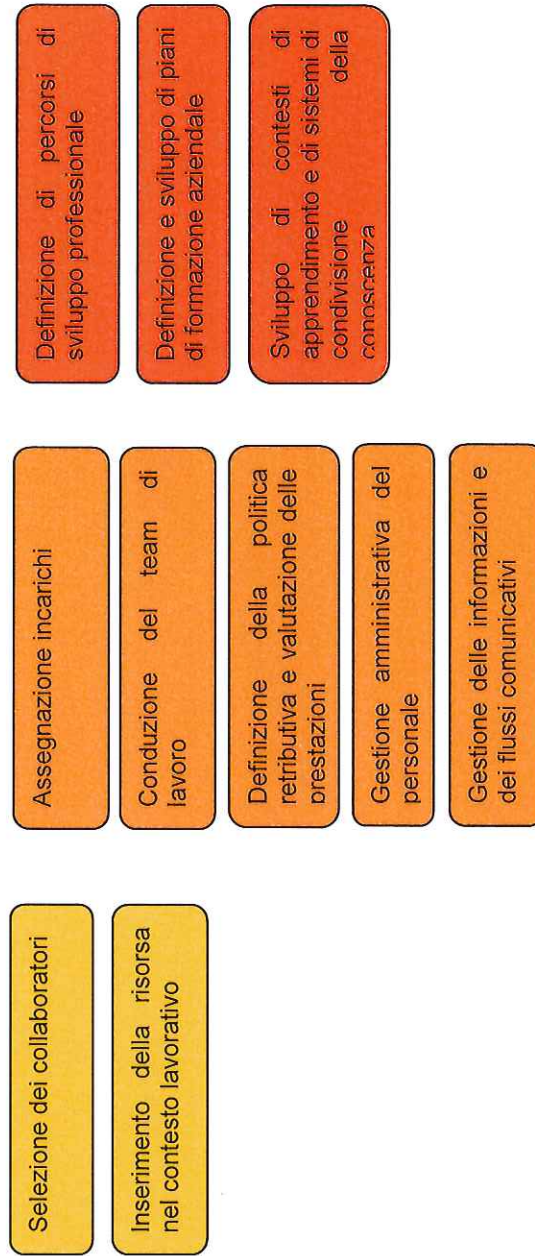 Selezione dei collaboratori
Inserimento della risorsa
nel contesto lavorativo
Assegnazione incarichi
Conduzione del team di
lavoro
Definizione della politica
retributiva e valutazione delle
prestazioni
Gestione amministrativa del
personale
Gestione delle informazioni e
dei flussi comunicativi
Definizione di percorsi di
sviluppo professionale
Definizione e sviluppo di piani
di formazione aziendale
Sviluppo di contesti di
apprendimento e di sistemi di
condivisione della
conoscenza